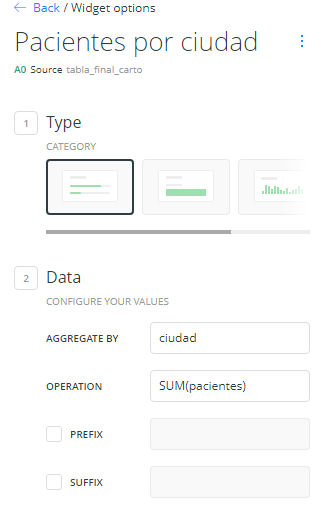 ← Back / Widget options
Pacientes por ciudad
A0 Source tabla_final_carto
1 Type
CATEGORY
2 Data
CONFIGURE YOUR VALUES
AGGREGATE BY ciudad
OPERATION SUM(pacientes)
PREFIX
SUFFIX